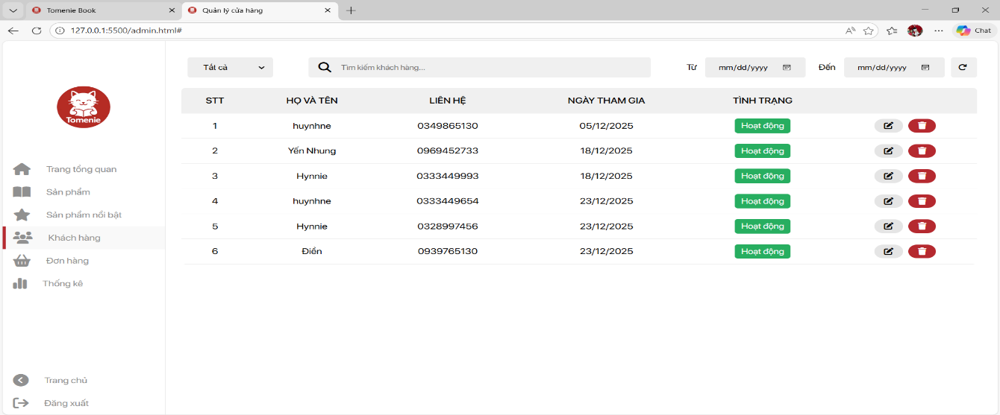 Tomenie Book
Quản lý cửa hàng
127.0.0.1:5500/admin.html#
Chat
Tomenie
Trang tổng quan
Sản phẩm
Sản phẩm nổi bật
Khách hàng
Đơn hàng
Thống kê
Trang chủ
Đăng xuất
Tất cả Tìm kiếm khách hàng... Từ mm/dd/yyyy Đến mm/dd/yyyy
STT HỌ VÀ TÊN LIÊN HỆ NGÀY THAM GIA TÌNH TRẠNG
1 huynhne 0349865130 05/12/2025 Hoạt động
2 Yến Nhung 0969452733 18/12/2025 Hoạt động
3 Hynnie 0333449993 18/12/2025 Hoạt động
4 huynhne 0333449654 23/12/2025 Hoạt động
5 Hynnie 0328997456 23/12/2025 Hoạt động
6 Điền 0939765130 23/12/2025 Hoạt động